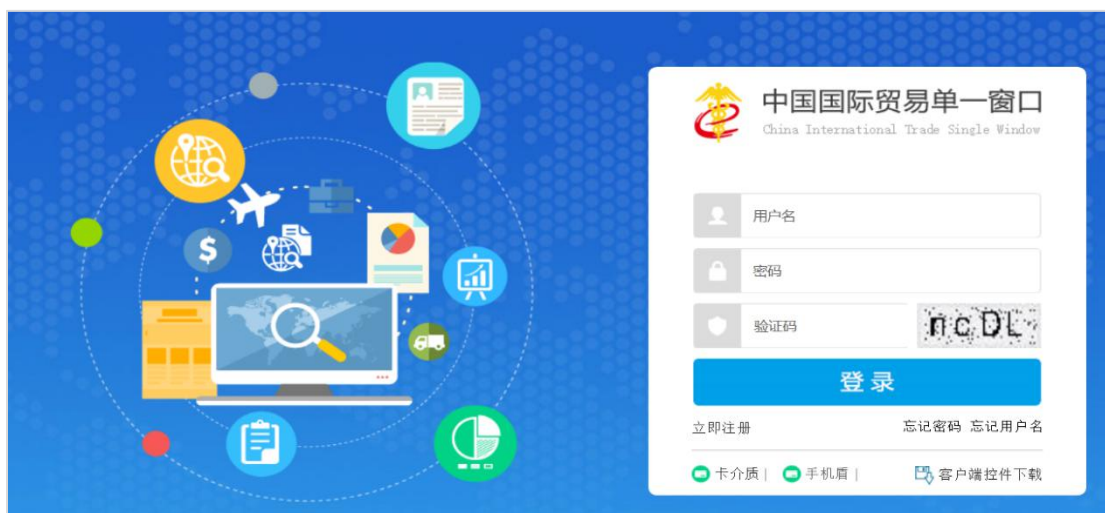 中国国际贸易单一窗口
China International Trade Single Window
用户名
密码
验证码 ncDL
登录
立即注册 忘记密码 忘记用户名
卡介质 | 手机盾 | 客户端控件下载
$